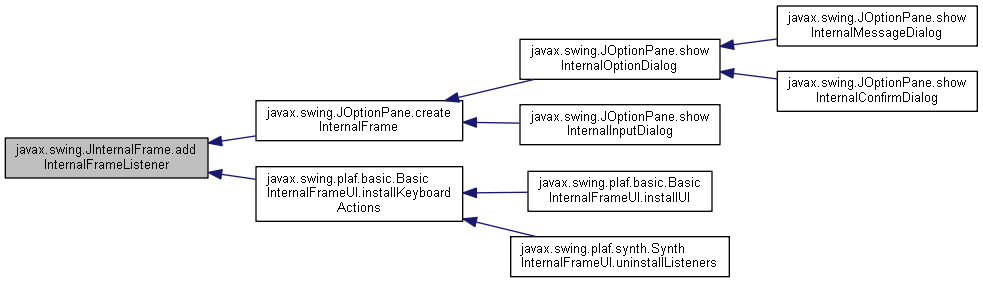 javax.swing.JInternalFrame.add
InternalFrameListener
javax.swing.JOptionPane.create
InternalFrame
javax.swing.JOptionPane.show
InternalOptionDialog
javax.swing.JOptionPane.show
InternalMessageDialog
javax.swing.JOptionPane.show
InternalConfirmDialog
javax.swing.JOptionPane.show
InternalInputDialog
javax.swing.plaf.basic.Basic
InternalFrameUI.installKeyboard
Actions
javax.swing.plaf.basic.Basic
InternalFrameUI.installUI
javax.swing.plaf.synth.Synth
InternalFrameUI.uninstallListeners